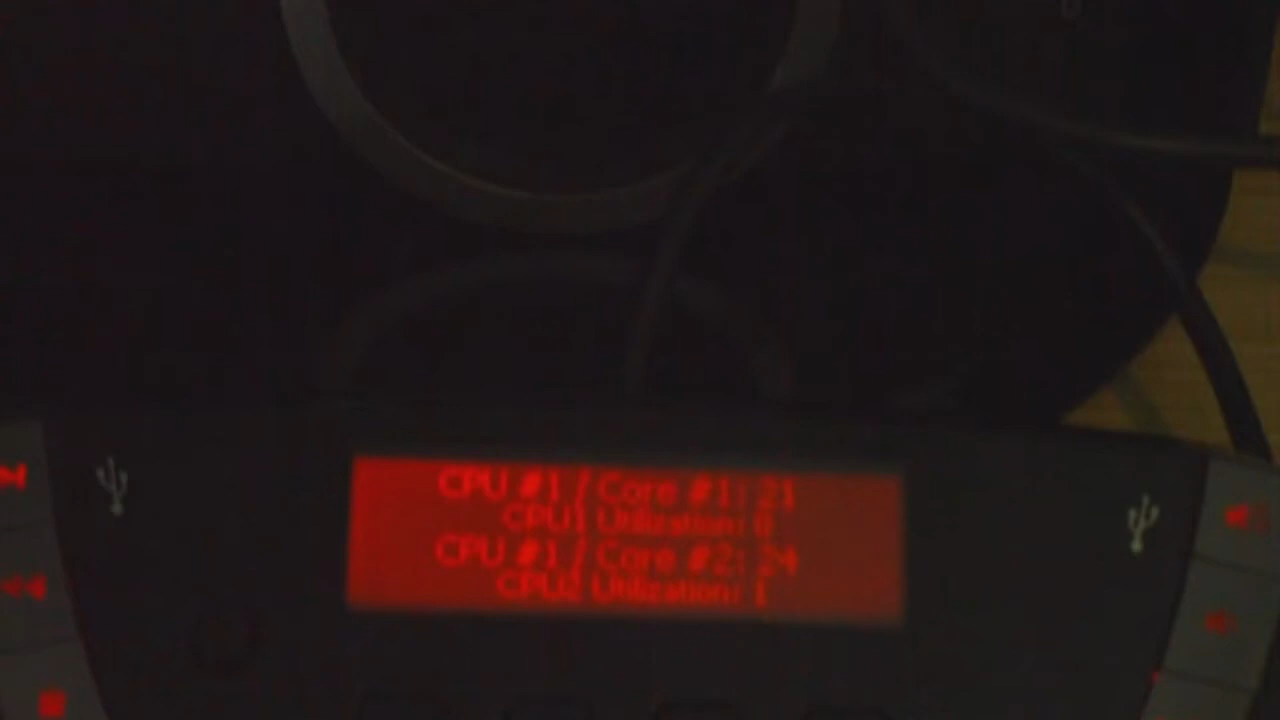 CPU #1 / Core #1: 21
CPU1 Utilization: 0
CPU #1 / Core #2: 24
CPU2 Utilization: 1